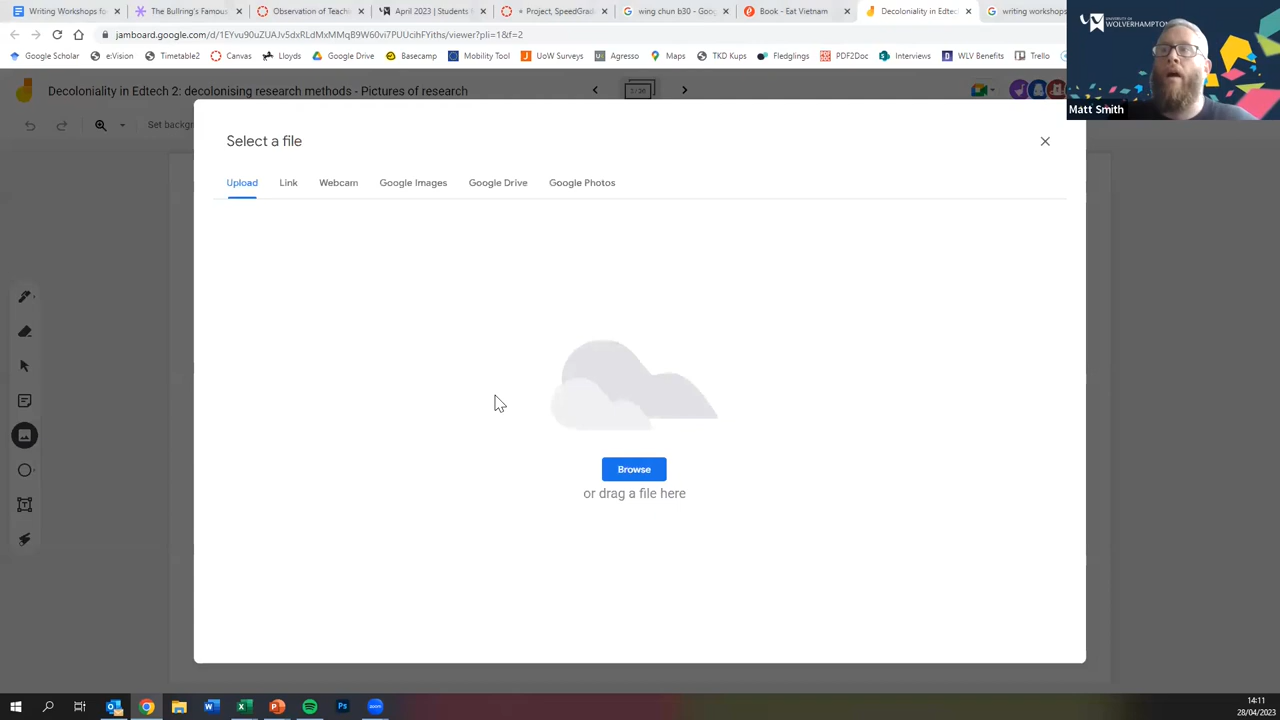 Writing Workshops fo
The Bullring's Famous
Observation of Teach
April 2023 | Students
+ Project, SpeedGrade
wing chun b30 - Goo
Book - Eat Vietnam
Decoloniality in Edtec
writing workshops
jamboard.google.com/d/1EYvu90uZUAJv5dxRLdMxMMqB9W60vi7PLUIzhFYiths/viewer?pli=1&f=2
Google Scholar
e:Vision
Timetable2
Canvas
Lloyds
Google Drive
Basecamp
Mobility Tool
UoW Surveys
Agresso
Maps
TKD Kups
Fledglings
PDF2Doc
Interviews
WLV Benefits
Trello
UNIVERSITY OF
WOLVERHAMPTON
Matt Smith
Decoloniality in Edtech 2: decolonising research methods - Pictures of research
Set backgr
Select a file
Upload
Link
Webcam
Google Images
Google Drive
Google Photos
Browse
or drag a file here
14:11
28/04/2023